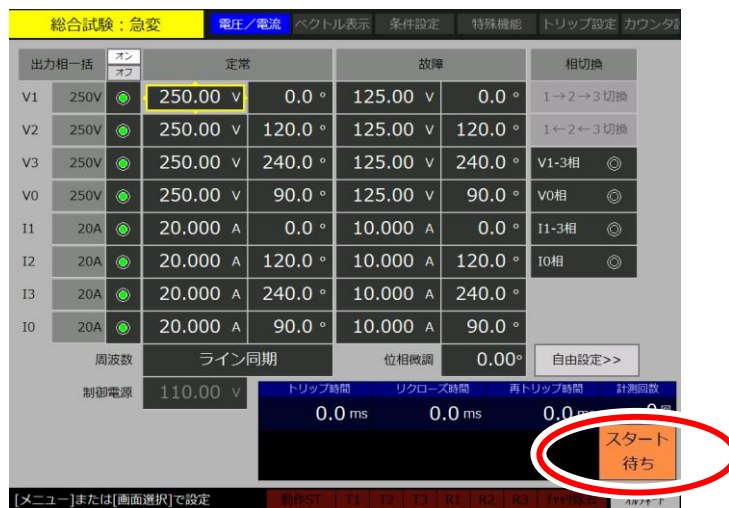 総合試験：急変 電圧／電流 ベクトル表示 条件設定 特殊機能 トリップ設定 カウンタ
出力相一括 オン オフ 定常 故障 相切換
V1 250V 250.00 V 0.0 ° 125.00 V 0.0 ° 1→2→3切換
V2 250V 250.00 V 120.0 ° 125.00 V 120.0 ° 1←2←3切換
V3 250V 250.00 V 240.0 ° 125.00 V 240.0 ° V1-3相
V0 250V 250.00 V 90.0 ° 125.00 V 90.0 ° V0相
I1 20A 20.000 A 0.0 ° 10.000 A 0.0 ° I1-3相
I2 20A 20.000 A 120.0 ° 10.000 A 120.0 ° I0相
I3 20A 20.000 A 240.0 ° 10.000 A 240.0 °
I0 20A 20.000 A 90.0 ° 10.000 A 90.0 °
周波数 ライン同期 位相微調 0.00° 自由設定>>
制御電源 110.00 V トリップ時間 リクローズ時間 再トリップ時間 計測回数
0.0 ms 0.0 ms 0.0 ms 0 回
スタート
待ち
[メニュー]または[画面選択]で設定 動作ST T1 T2 T3 R1 R2 R3